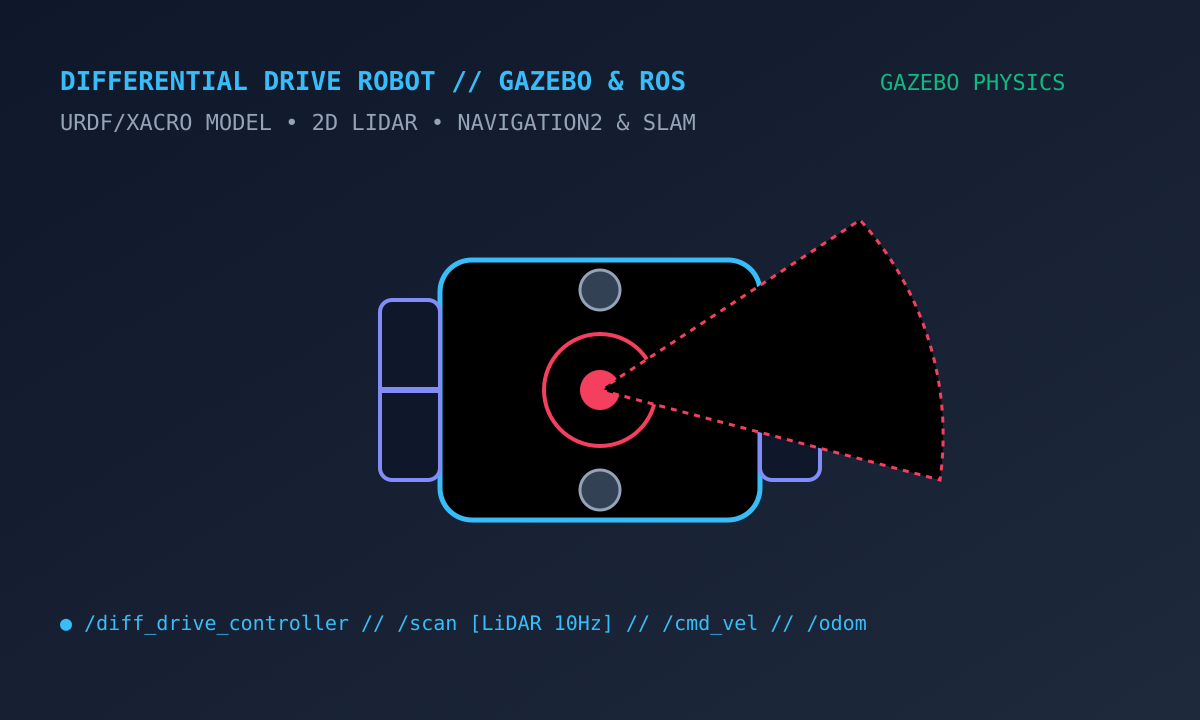 DIFFERENTIAL DRIVE ROBOT // GAZEBO & ROS
GAZEBO PHYSICS
URDF/XACRO MODEL • 2D LIDAR • NAVIGATION2 & SLAM
/diff_drive_controller // /scan [LiDAR 10Hz] // /cmd_vel // /odom